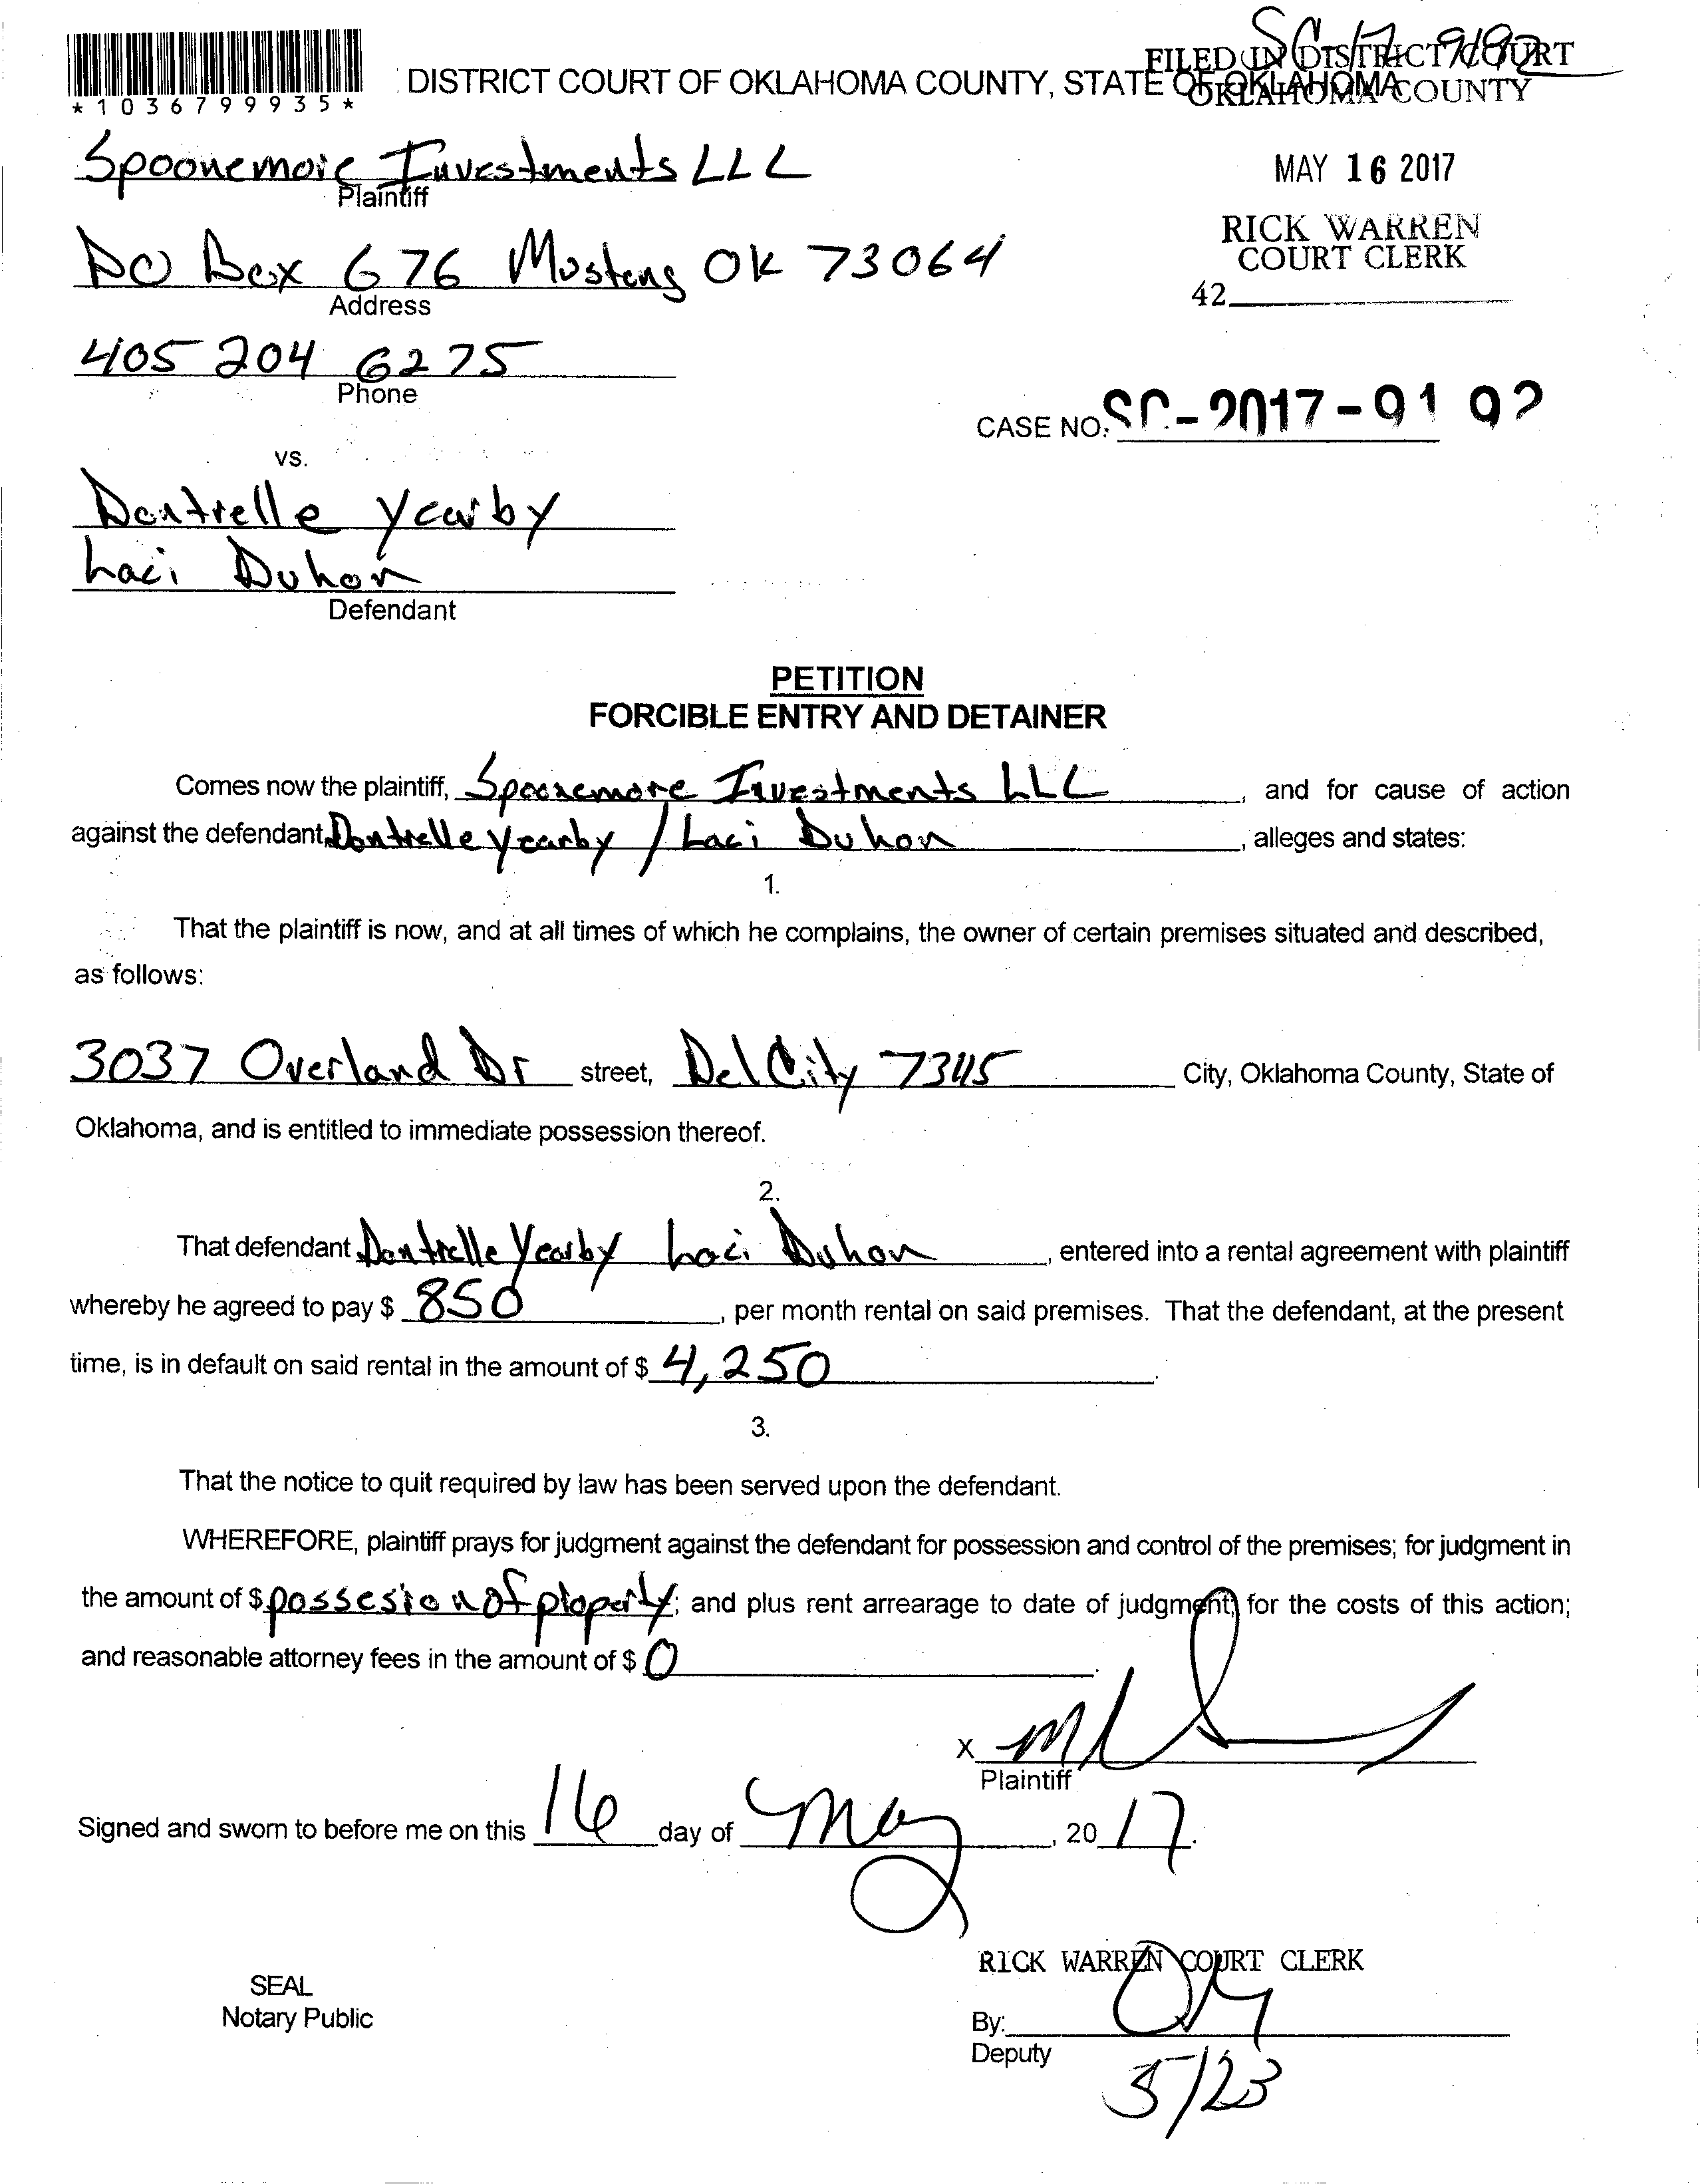 SC-17-9192
FILED IN DISTRICT COURT
DISTRICT COURT OF OKLAHOMA COUNTY, STATE OF OKLAHOMA
OKLAHOMA COUNTY
*1036799935*
Spoonemore Investments LLC
Plaintiff
MAY 16 2017
RICK WARREN
COURT CLERK
PO Box 676 Mustang OK 73064
Address
42
405 204 6275
Phone
CASE NO. SC-2017-9192
vs.
Dontrelle Yearby
Laci Duhon
Defendant
PETITION
FORCIBLE ENTRY AND DETAINER
Comes now the plaintiff, Spoonemore Investments LLC, and for cause of action
against the defendant, Dontrelle Yearby / Laci Duhon, alleges and states:
1.
That the plaintiff is now, and at all times of which he complains, the owner of certain premises situated and described,
as follows:
3037 Overland Dr street, Del City 73115 City, Oklahoma County, State of
Oklahoma, and is entitled to immediate possession thereof.
2.
That defendant Dontrelle Yearby Laci Duhon, entered into a rental agreement with plaintiff
whereby he agreed to pay $ 850, per month rental on said premises. That the defendant, at the present
time, is in default on said rental in the amount of $ 4,250.
3.
That the notice to quit required by law has been served upon the defendant.
WHEREFORE, plaintiff prays for judgment against the defendant for possession and control of the premises; for judgment in
the amount of $ possesion of property; and plus rent arrearage to date of judgment; for the costs of this action;
and reasonable attorney fees in the amount of $ 0.
X
Plaintiff
Signed and sworn to before me on this 16 day of May, 2017.
RICK WARREN COURT CLERK
SEAL
Notary Public
By:
Deputy
5/23